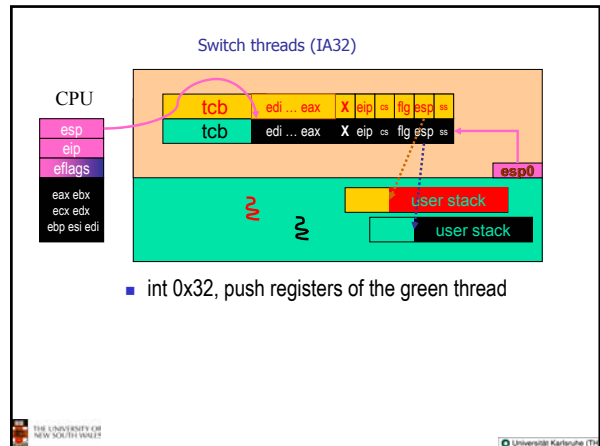 Switch threads (IA32)
CPU
esp
eip
eflags
eax ebx
ecx edx
ebp esi edi
tcb edi ... eax X eip cs flg esp ss
tcb edi ... eax X eip cs flg esp ss
esp0
user stack
user stack
int 0x32, push registers of the green thread
THE UNIVERSITY OF
NEW SOUTH WALES
© Universität Karlsruhe (TH